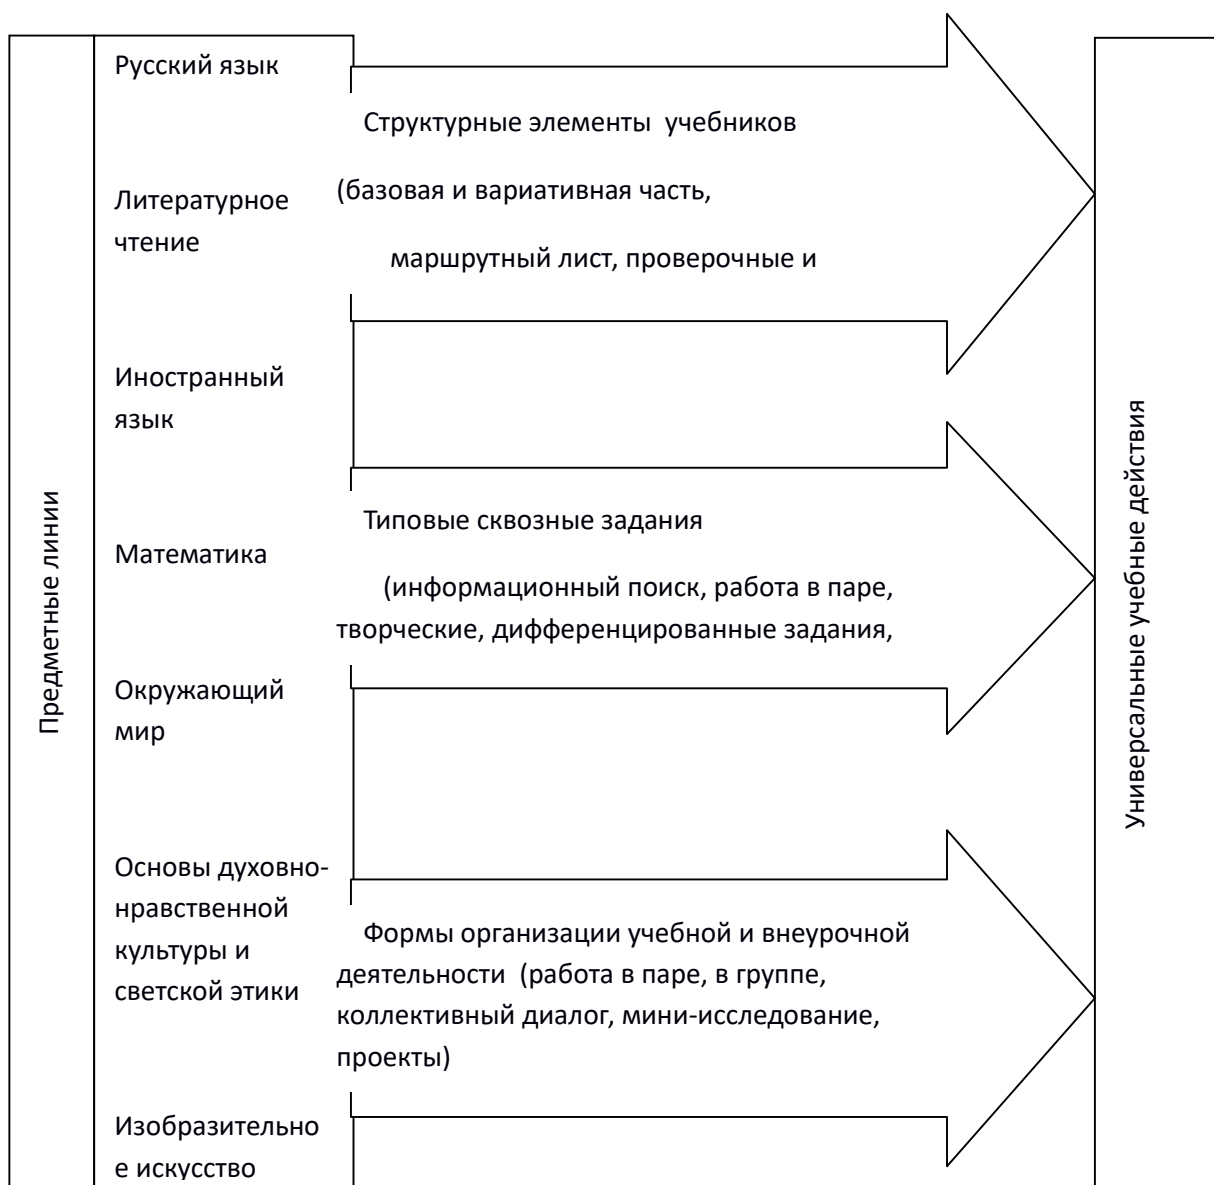 Предметные линии
Русский язык
Литературное
чтение
Иностранный
язык
Математика
Окружающий
мир
Основы духовно-
нравственной
культуры и
светской этики
Изобразительно
е искусство
Структурные элементы учебников
(базовая и вариативная часть,
маршрутный лист, проверочные и
Типовые сквозные задания
(информационный поиск, работа в паре,
творческие, дифференцированные задания,
Формы организации учебной и внеурочной
деятельности (работа в паре, в группе,
коллективный диалог, мини-исследование,
проекты)
Универсальные учебные действия